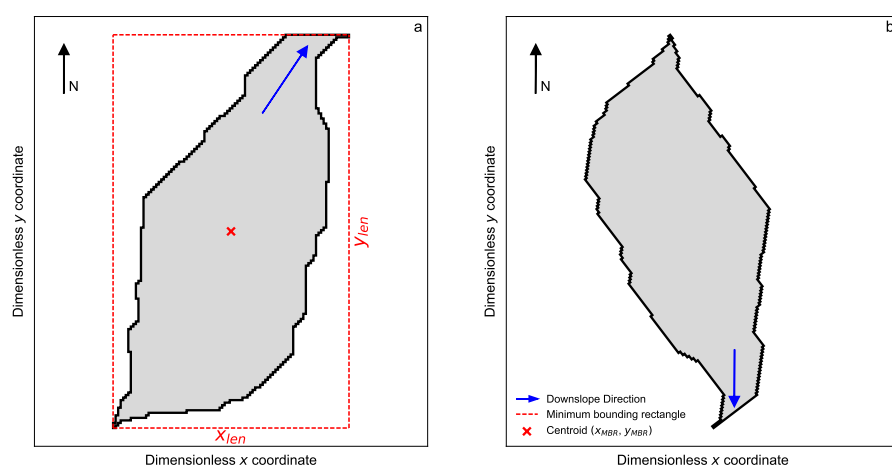 a
N
Dimensionless y coordinate
y_len
x_len
Dimensionless x coordinate
b
N
Dimensionless y coordinate
Downslope Direction
Minimum bounding rectangle
Centroid (x_MBR, y_MBR)
Dimensionless x coordinate